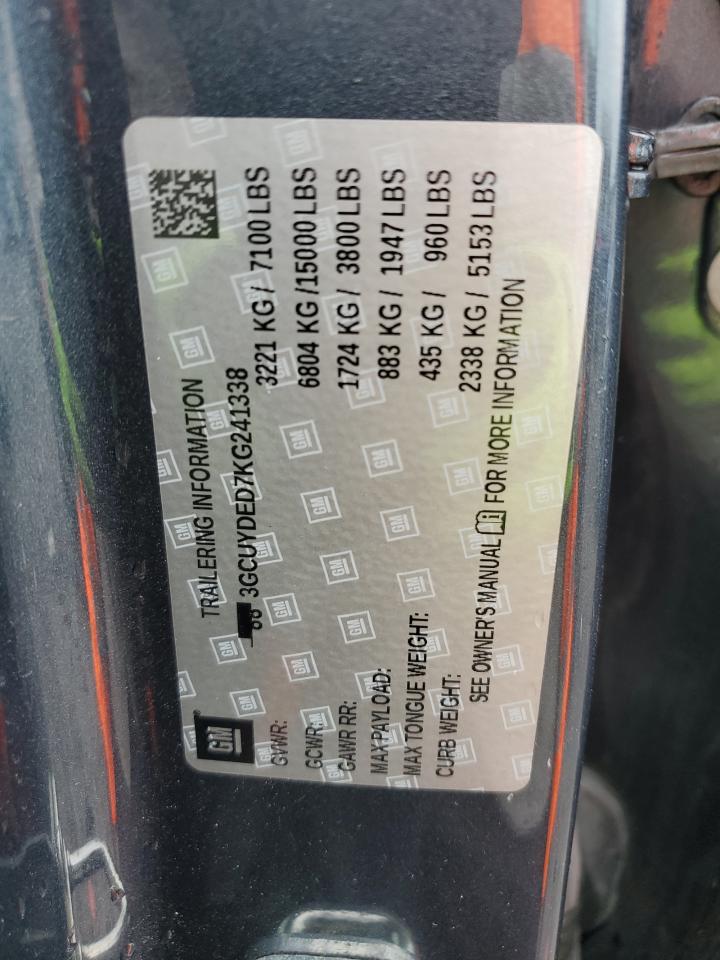 GM
TRAILERING INFORMATION
3GCUYDED7KG241338
GVWR: 3221 KG / 7100 LBS
GCWR: 6804 KG /15000 LBS
GAWR RR: 1724 KG / 3800 LBS
MAX PAYLOAD: 883 KG / 1947 LBS
MAX TONGUE WEIGHT: 435 KG / 960 LBS
CURB WEIGHT: 2338 KG / 5153 LBS
SEE OWNER'S MANUAL FOR MORE INFORMATION